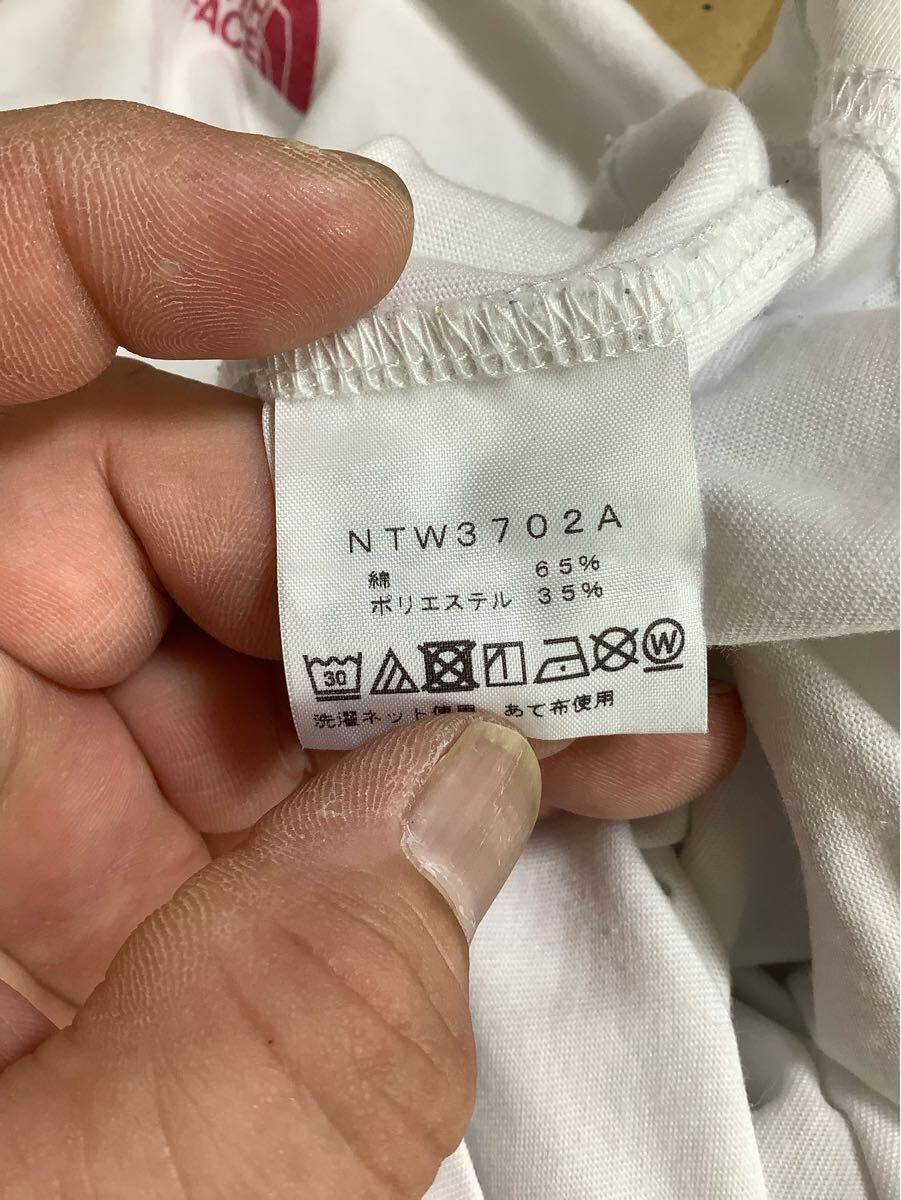 FACE
NTW3702A
綿 65%
ポリエステル 35%
30 W
洗濯ネット使用 あて布使用